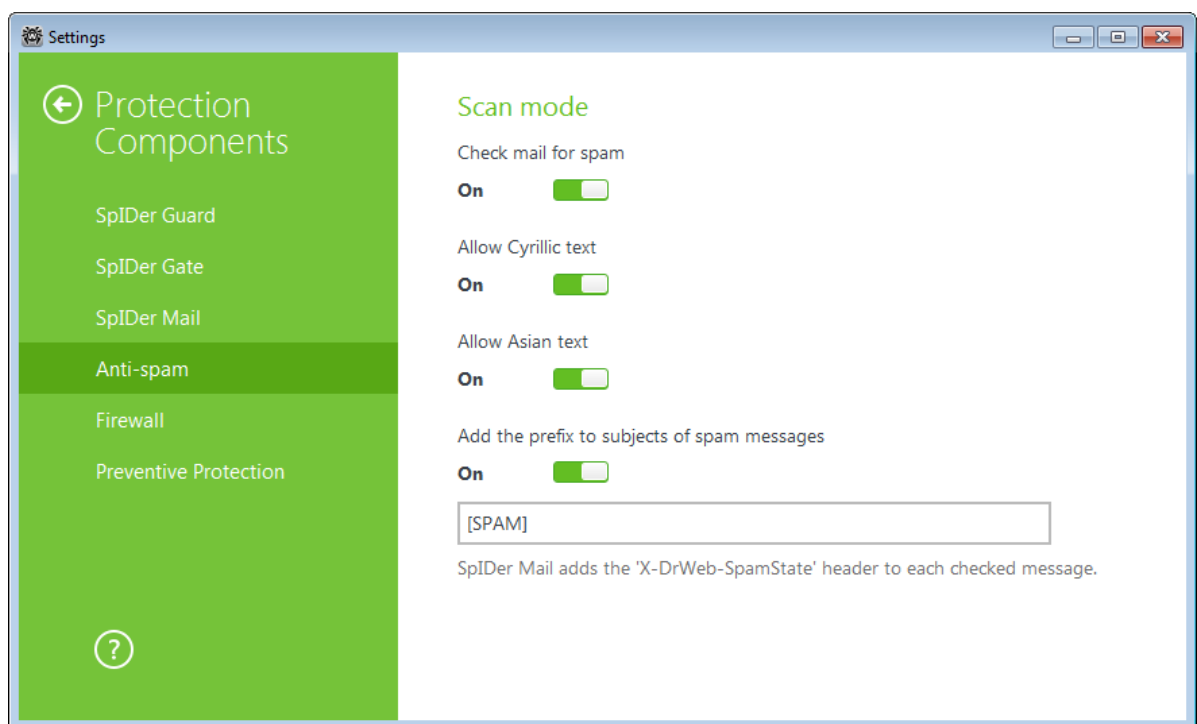 Settings
Protection
Components
SpIDer Guard
SpIDer Gate
SpIDer Mail
Anti-spam
Firewall
Preventive Protection
?
Scan mode
Check mail for spam
On
Allow Cyrillic text
On
Allow Asian text
On
Add the prefix to subjects of spam messages
On
[SPAM]
SpIDer Mail adds the 'X-DrWeb-SpamState' header to each checked message.